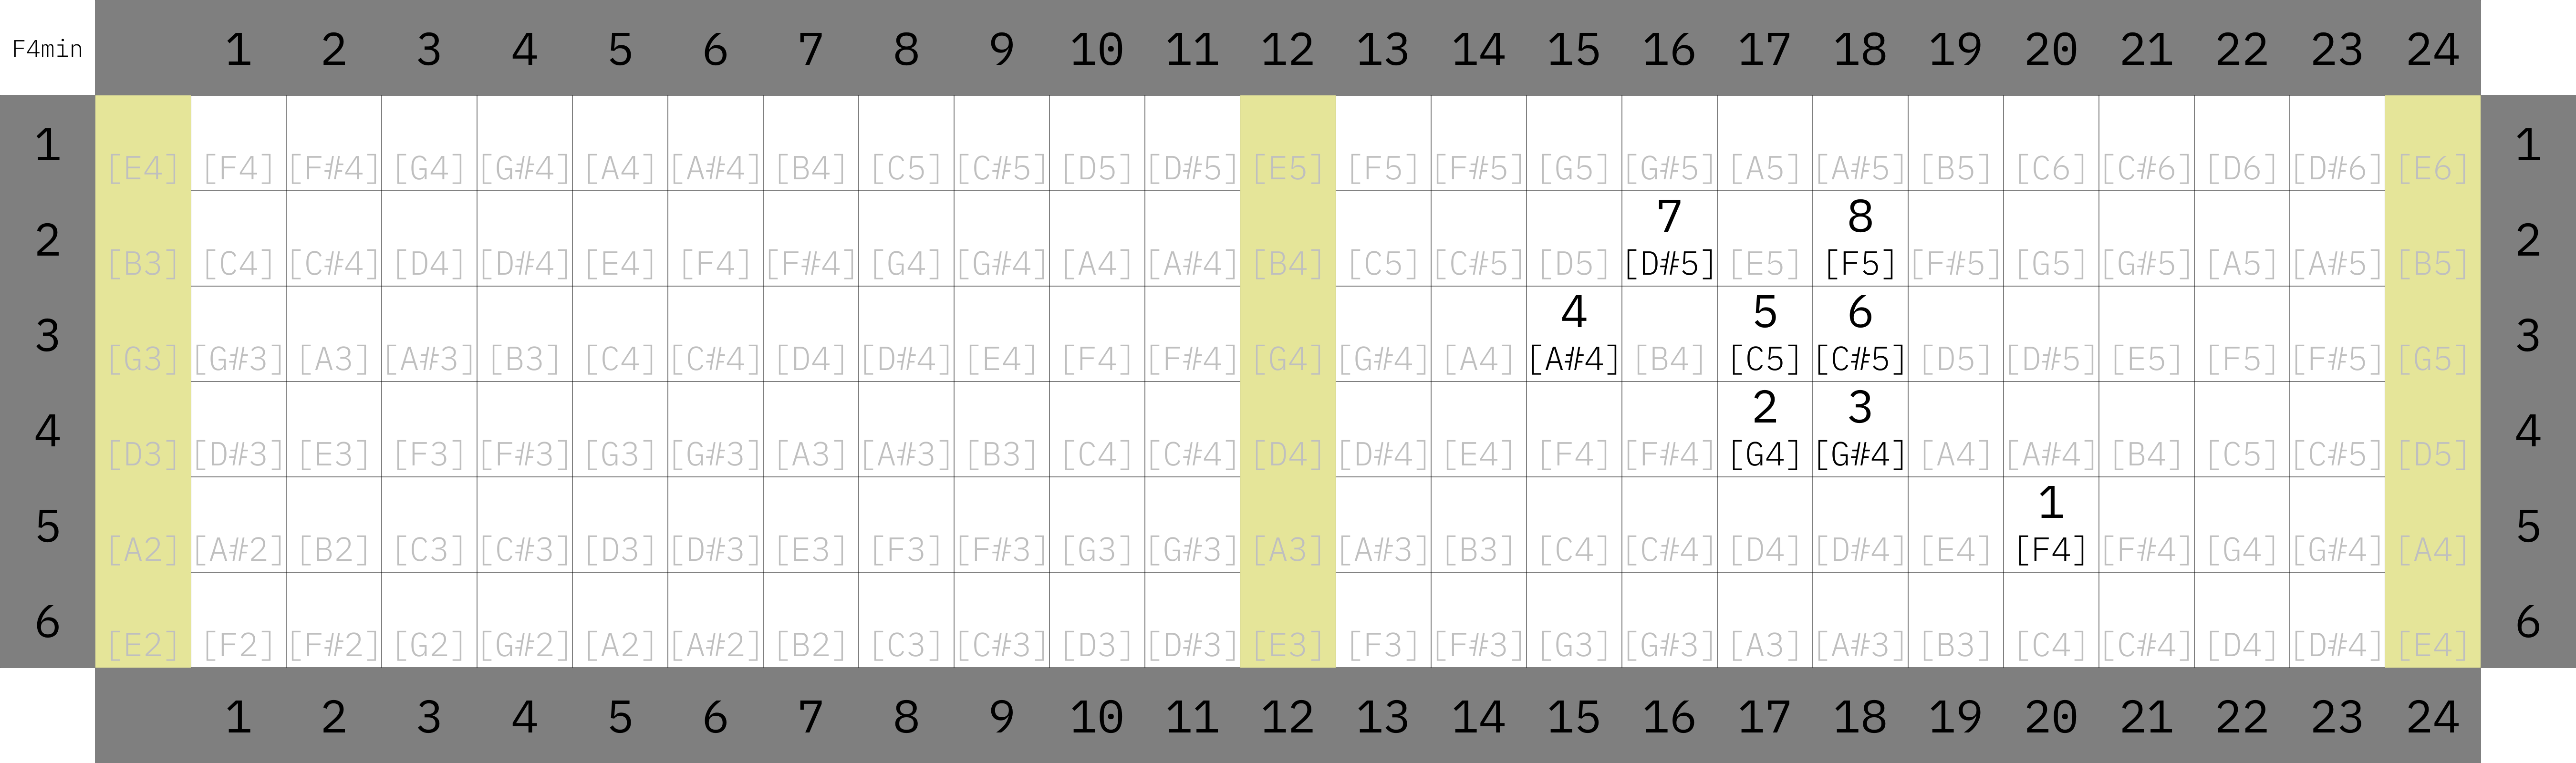 F4min 1 2 3 4 5 6 7 8 9 10 11 12 13 14 15 16 17 18 19 20 21 22 23 24
1 1
[E4] [F4] [F#4] [G4] [G#4] [A4] [A#4] [B4] [C5] [C#5] [D5] [D#5] [E5] [F5] [F#5] [G5] [G#5] [A5] [A#5] [B5] [C6] [C#6] [D6] [D#6] [E6]
7 8
2 2
[B3] [C4] [C#4] [D4] [D#4] [E4] [F4] [F#4] [G4] [G#4] [A4] [A#4] [B4] [C5] [C#5] [D5] [D#5] [E5] [F5] [F#5] [G5] [G#5] [A5] [A#5] [B5]
4 5 6
3 3
[G3] [G#3] [A3] [A#3] [B3] [C4] [C#4] [D4] [D#4] [E4] [F4] [F#4] [G4] [G#4] [A4] [A#4] [B4] [C5] [C#5] [D5] [D#5] [E5] [F5] [F#5] [G5]
2 3
4 4
[D3] [D#3] [E3] [F3] [F#3] [G3] [G#3] [A3] [A#3] [B3] [C4] [C#4] [D4] [D#4] [E4] [F4] [F#4] [G4] [G#4] [A4] [A#4] [B4] [C5] [C#5] [D5]
1
5 5
[A2] [A#2] [B2] [C3] [C#3] [D3] [D#3] [E3] [F3] [F#3] [G3] [G#3] [A3] [A#3] [B3] [C4] [C#4] [D4] [D#4] [E4] [F4] [F#4] [G4] [G#4] [A4]
6 6
[E2] [F2] [F#2] [G2] [G#2] [A2] [A#2] [B2] [C3] [C#3] [D3] [D#3] [E3] [F3] [F#3] [G3] [G#3] [A3] [A#3] [B3] [C4] [C#4] [D4] [D#4] [E4]
1 2 3 4 5 6 7 8 9 10 11 12 13 14 15 16 17 18 19 20 21 22 23 24